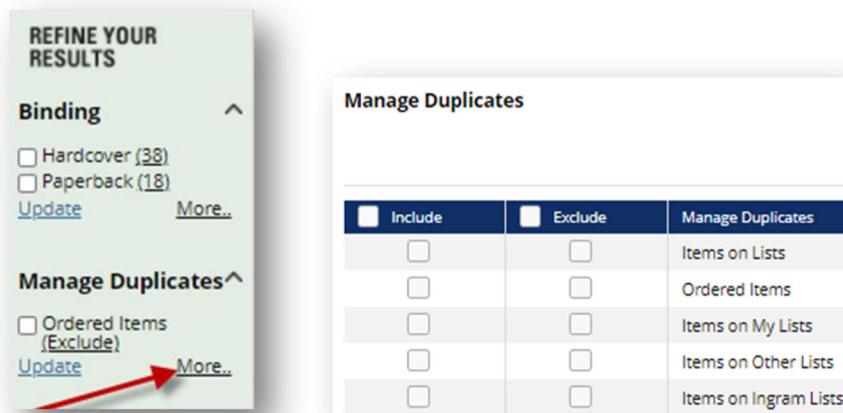 REFINE YOUR
RESULTS
Binding
Hardcover (38)
Paperback (18)
Update More..
Manage Duplicates
Ordered Items
(Exclude)
Update More..
Manage Duplicates
Include Exclude Manage Duplicates
Items on Lists
Ordered Items
Items on My Lists
Items on Other Lists
Items on Ingram Lists